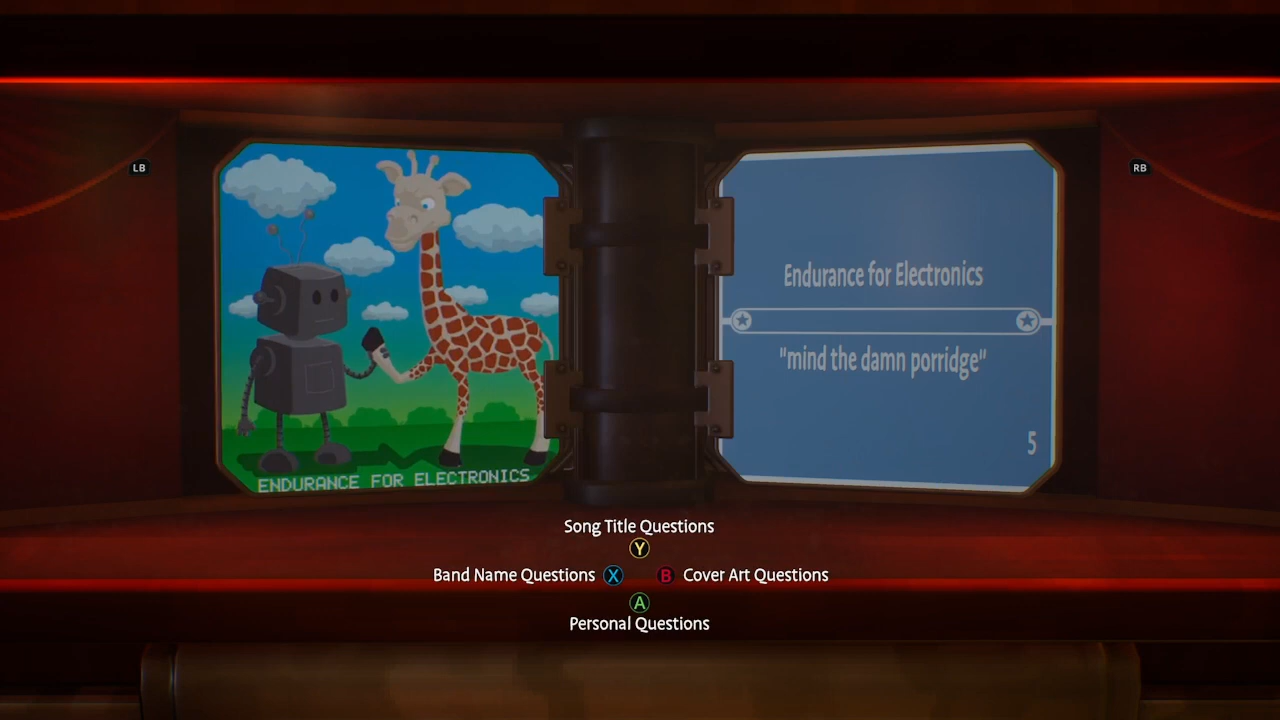 LB
RB
ENDURANCE FOR ELECTRONICS
Endurance for Electronics
"mind the damn porridge"
5
Song Title Questions
Y
Band Name Questions X B Cover Art Questions
A
Personal Questions